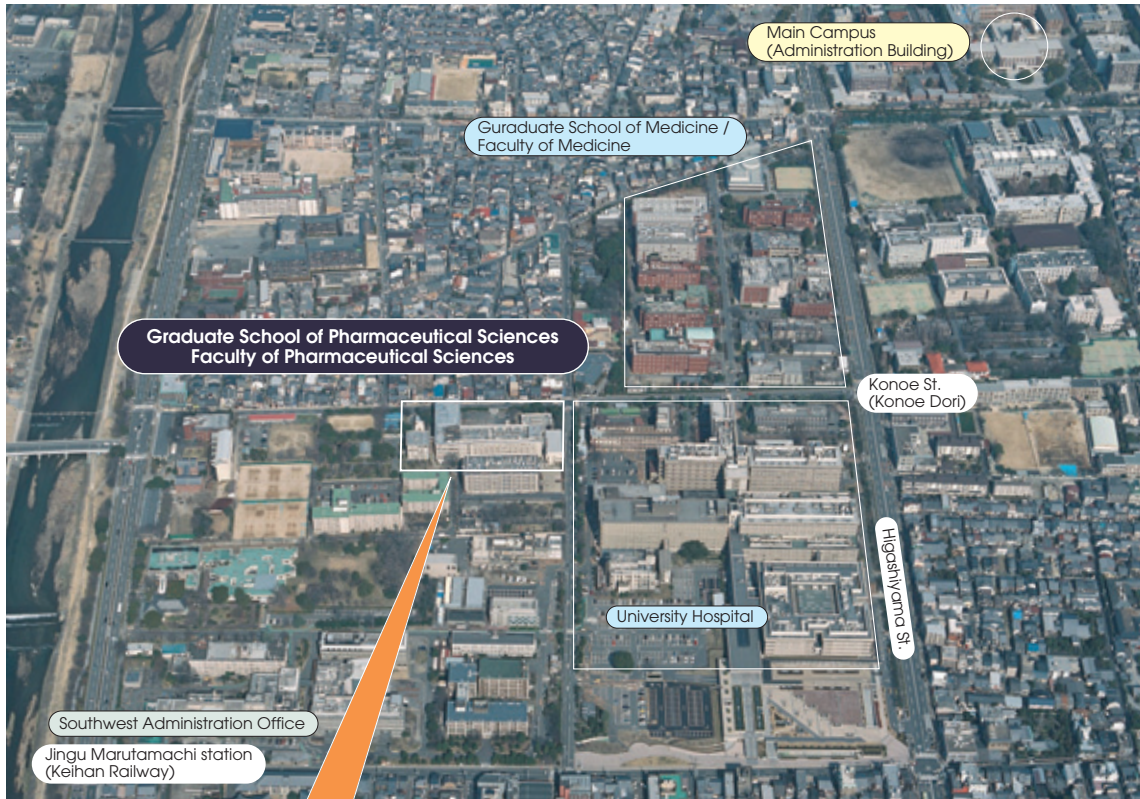 Main Campus
(Administration Building)
Guraduate School of Medicine /
Faculty of Medicine
Graduate School of Pharmaceutical Sciences
Faculty of Pharmaceutical Sciences
Konoe St.
(Konoe Dori)
Higashiyama St.
University Hospital
Southwest Administration Office
Jingu Marutamachi station
(Keihan Railway)